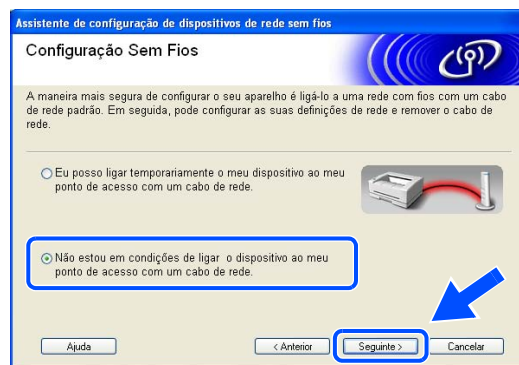 Assistente de configuração de dispositivos de rede sem fios
Configuração Sem Fios
A maneira mais segura de configurar o seu aparelho é ligá-lo a uma rede com fios com um cabo
de rede padrão. Em seguida, pode configurar as suas definições de rede e remover o cabo de
rede.
Eu posso ligar temporariamente o meu dispositivo ao meu
ponto de acesso com um cabo de rede.
Não estou em condições de ligar o dispositivo ao meu
ponto de acesso com um cabo de rede.
Ajuda
< Anterior
Seguinte >
Cancelar